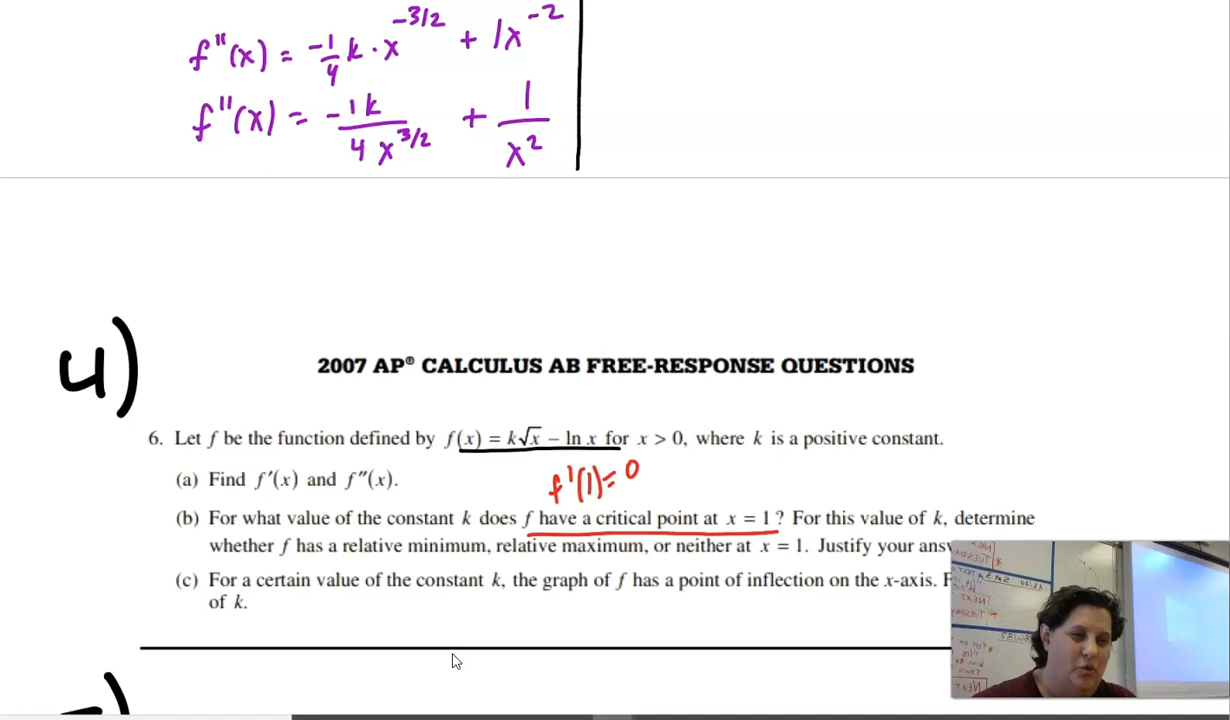 f"(x) = -1/4 k · x^-3/2 + 1x^-2
f"(x) = -1k/4x^3/2 + 1/x^2
4)
2007 AP® CALCULUS AB FREE-RESPONSE QUESTIONS
6. Let f be the function defined by f(x) = k√x − ln x for x > 0, where k is a positive constant.
(a) Find f′(x) and f″(x).
f'(1)=0
(b) For what value of the constant k does f have a critical point at x = 1? For this value of k, determine
whether f has a relative minimum, relative maximum, or neither at x = 1. Justify your
(c) For a certain value of the constant k, the graph of f has a point of inflection on the x-axis.
of k.